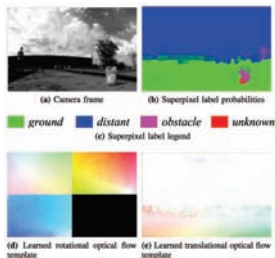 (a) Camera frame
(b) Superpixel label probabilities
ground distant obstacle unknown
(c) Superpixel label legend
(d) Learned rotational optical flow template
(e) Learned translational optical flow template